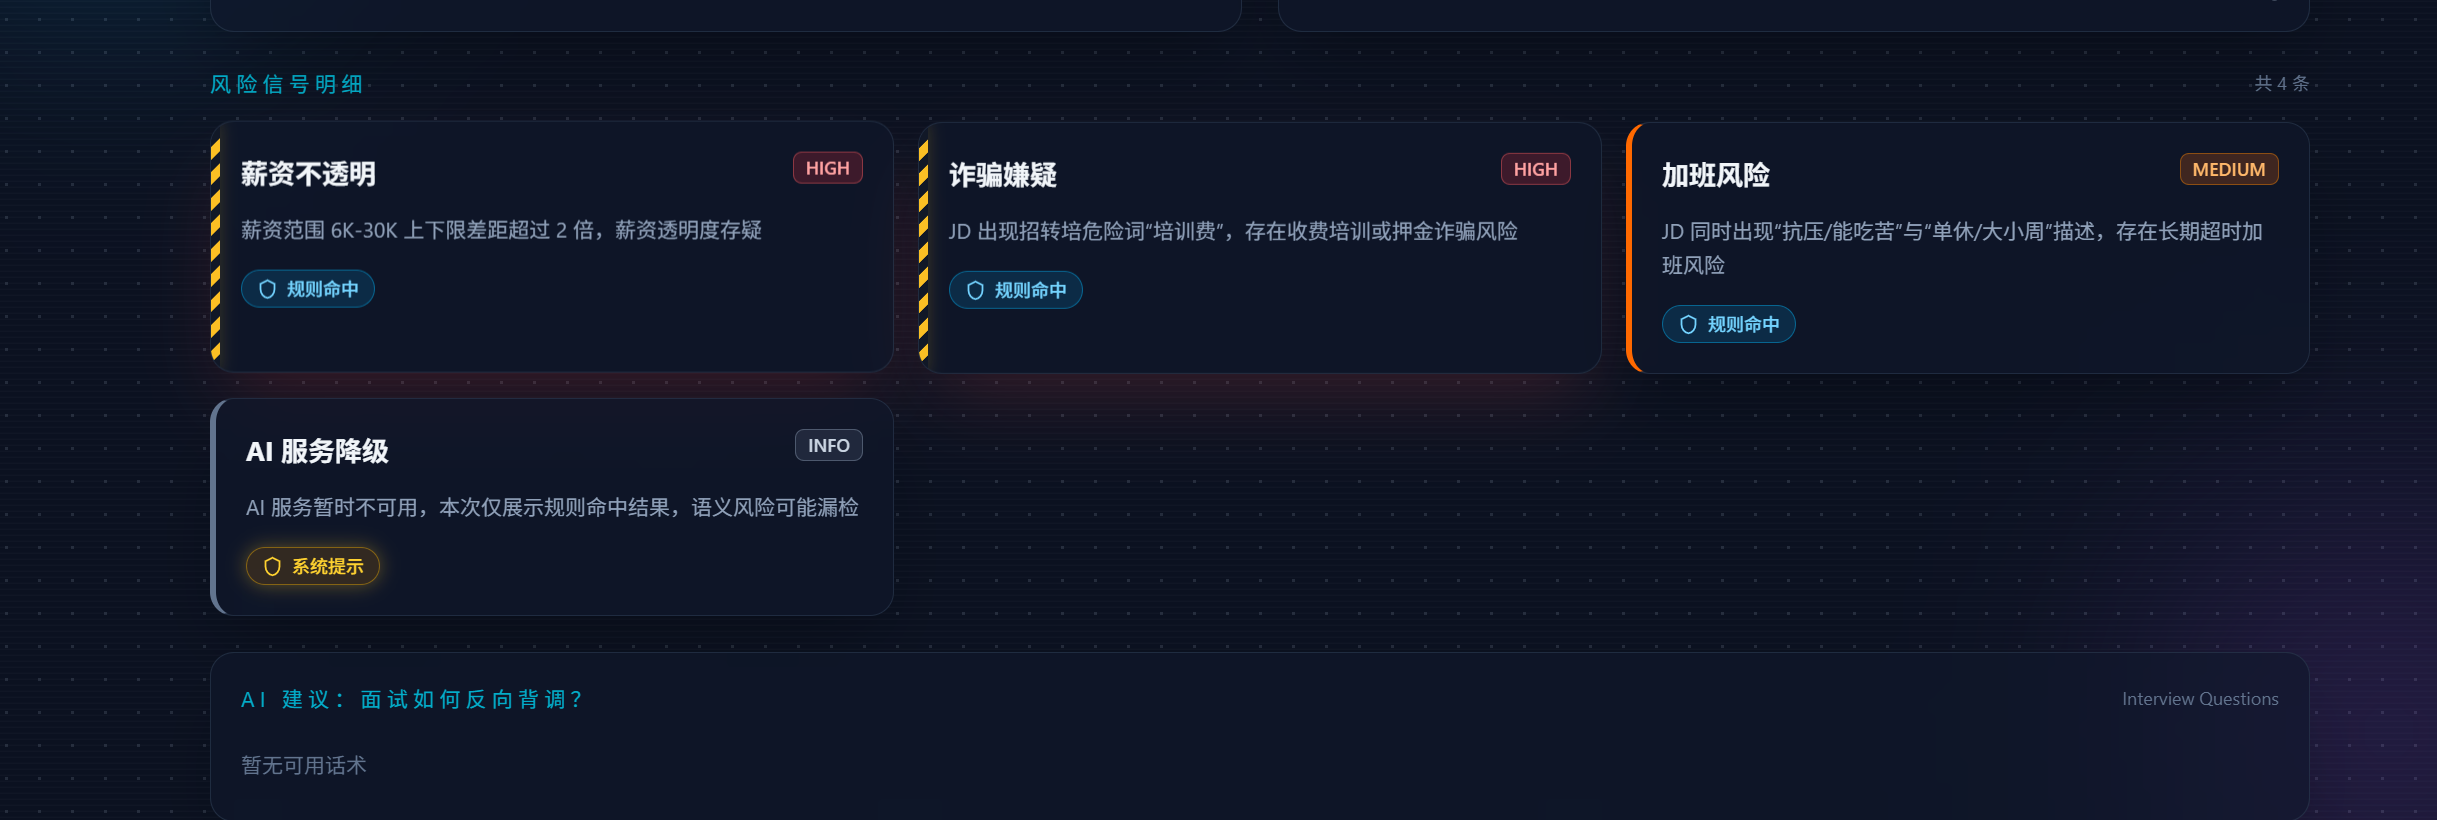 风险信号明细
共 4 条
薪资不透明
HIGH
薪资范围 6K-30K 上下限差距超过 2 倍，薪资透明度存疑
规则命中
诈骗嫌疑
HIGH
JD 出现招转培危险词“培训费”，存在收费培训或押金诈骗风险
规则命中
加班风险
MEDIUM
JD 同时出现“抗压/能吃苦”与“单休/大小周”描述，存在长期超时加
班风险
规则命中
AI 服务降级
INFO
AI 服务暂时不可用，本次仅展示规则命中结果，语义风险可能漏检
系统提示
AI 建议：面试如何反向背调？
Interview Questions
暂无可用话术